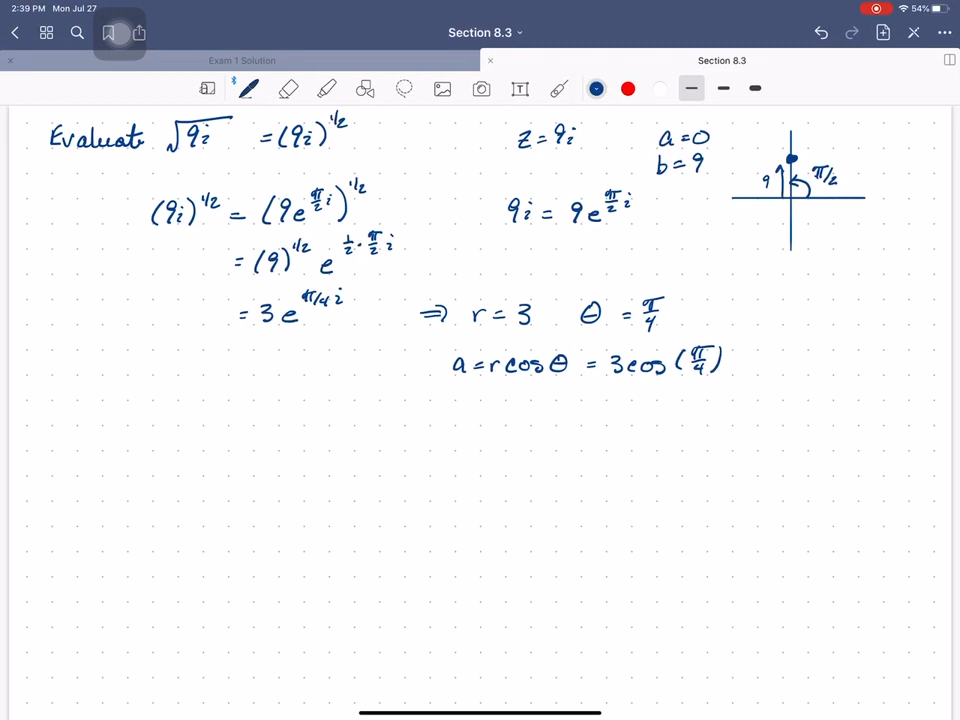 2:39 PM Mon Jul 27
54%
Section 8.3
Exam 1 Solution
Section 8.3
Evaluate √9i = (9i)^1/2
z = 9i
a = 0
b = 9
9
π/2
(9i)^1/2 = (9e^(π/2 i))^1/2
9i = 9e^(π/2 i)
= (9)^1/2 e^(1/2 · π/2 i)
= 3e^(π/4 i) ⇒ r = 3 θ = π/4
a = r cos θ = 3 cos (π/4)